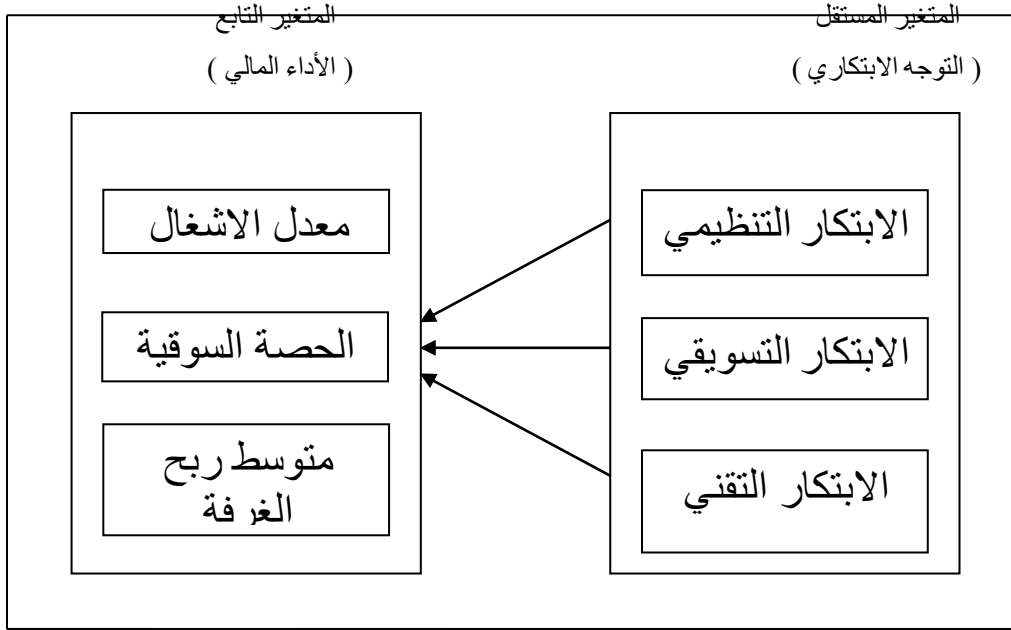 المتغير المستقل
( التوجه الابتكاري )
الابتكار التنظيمي
الابتكار التسويقي
الابتكار التقني
المتغير التابع
( الأداء المالي )
معدل الاشغال
الحصة السوقية
متوسط ربح
الغرفة